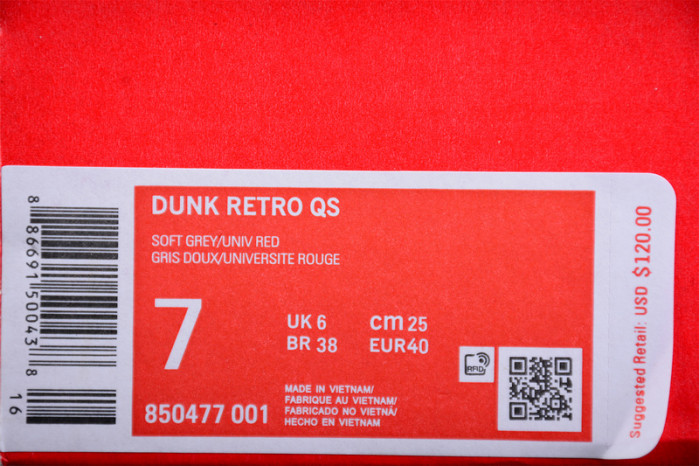 DUNK RETRO QS
SOFT GREY/UNIV RED
GRIS DOUX/UNIVERSITE ROUGE
7
UK 6
cm 25
BR 38
EUR40
850477 001
MADE IN VIETNAM/
FABRIQUE AU VIETNAM/
FABRICADO NO VIETNÃ/
HECHO EN VIETNAM
RFID
8 86691 50043 8
16
Suggested Retail: USD $120.00